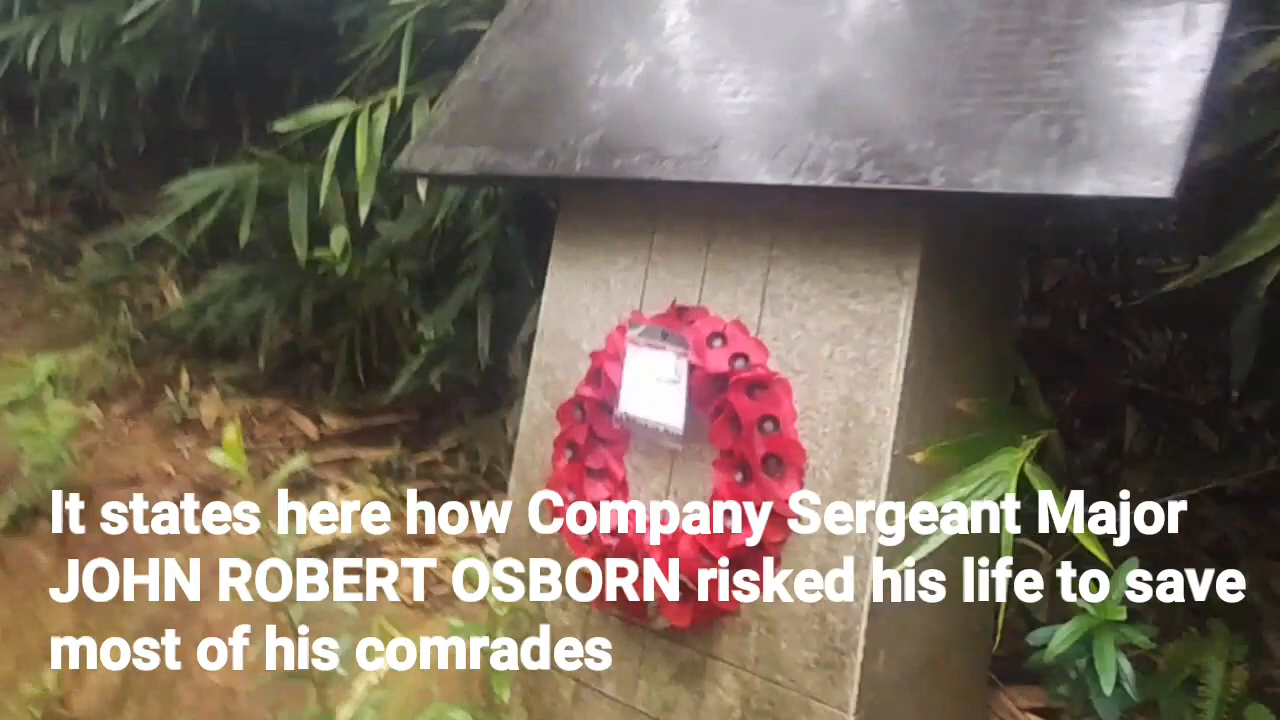 It states here how Company Sergeant Major
JOHN ROBERT OSBORN risked his life to save
most of his comrades